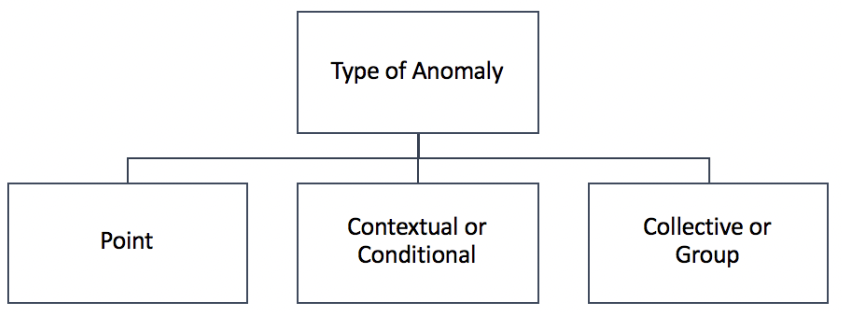 Type of Anomaly
Point
Contextual or
Conditional
Collective or
Group